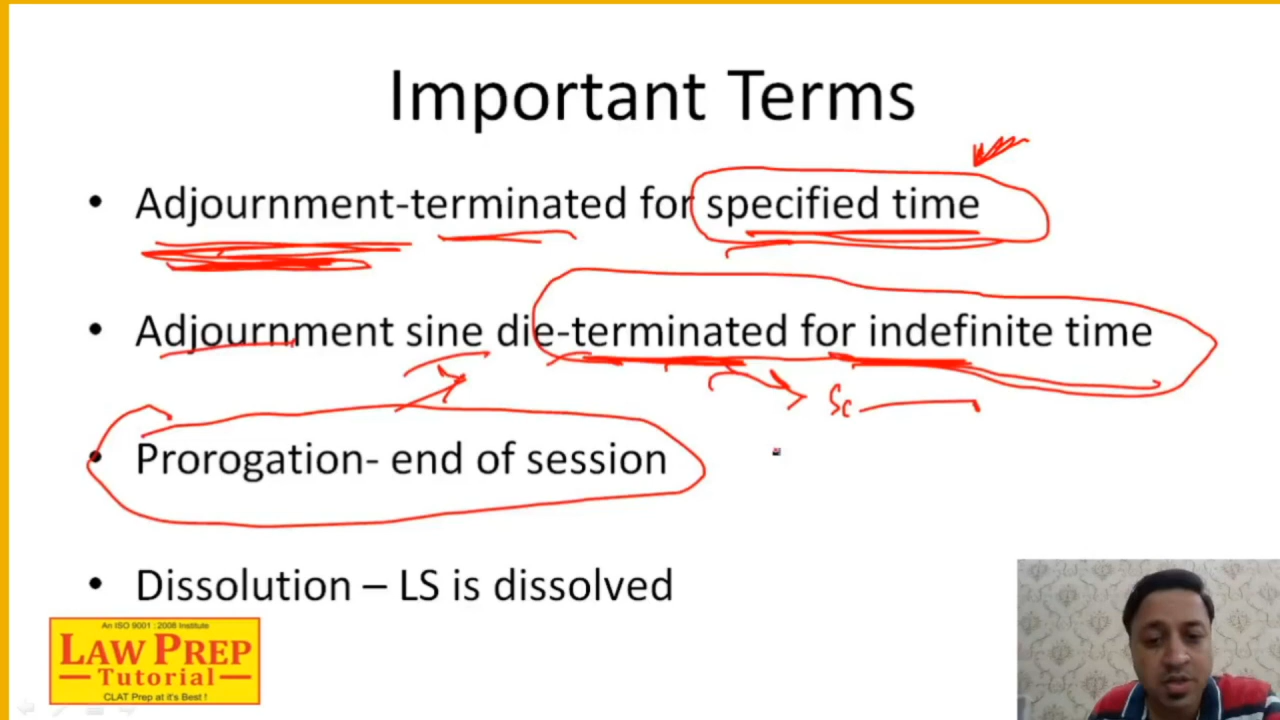 Important Terms
• Adjournment-terminated for specified time
• Adjournment sine die-terminated for indefinite time
Sc
• Prorogation- end of session
• Dissolution – LS is dissolved
An ISO 9001 : 2008 Institute
LAW PREP
Tutorial
CLAT Prep at it's Best !